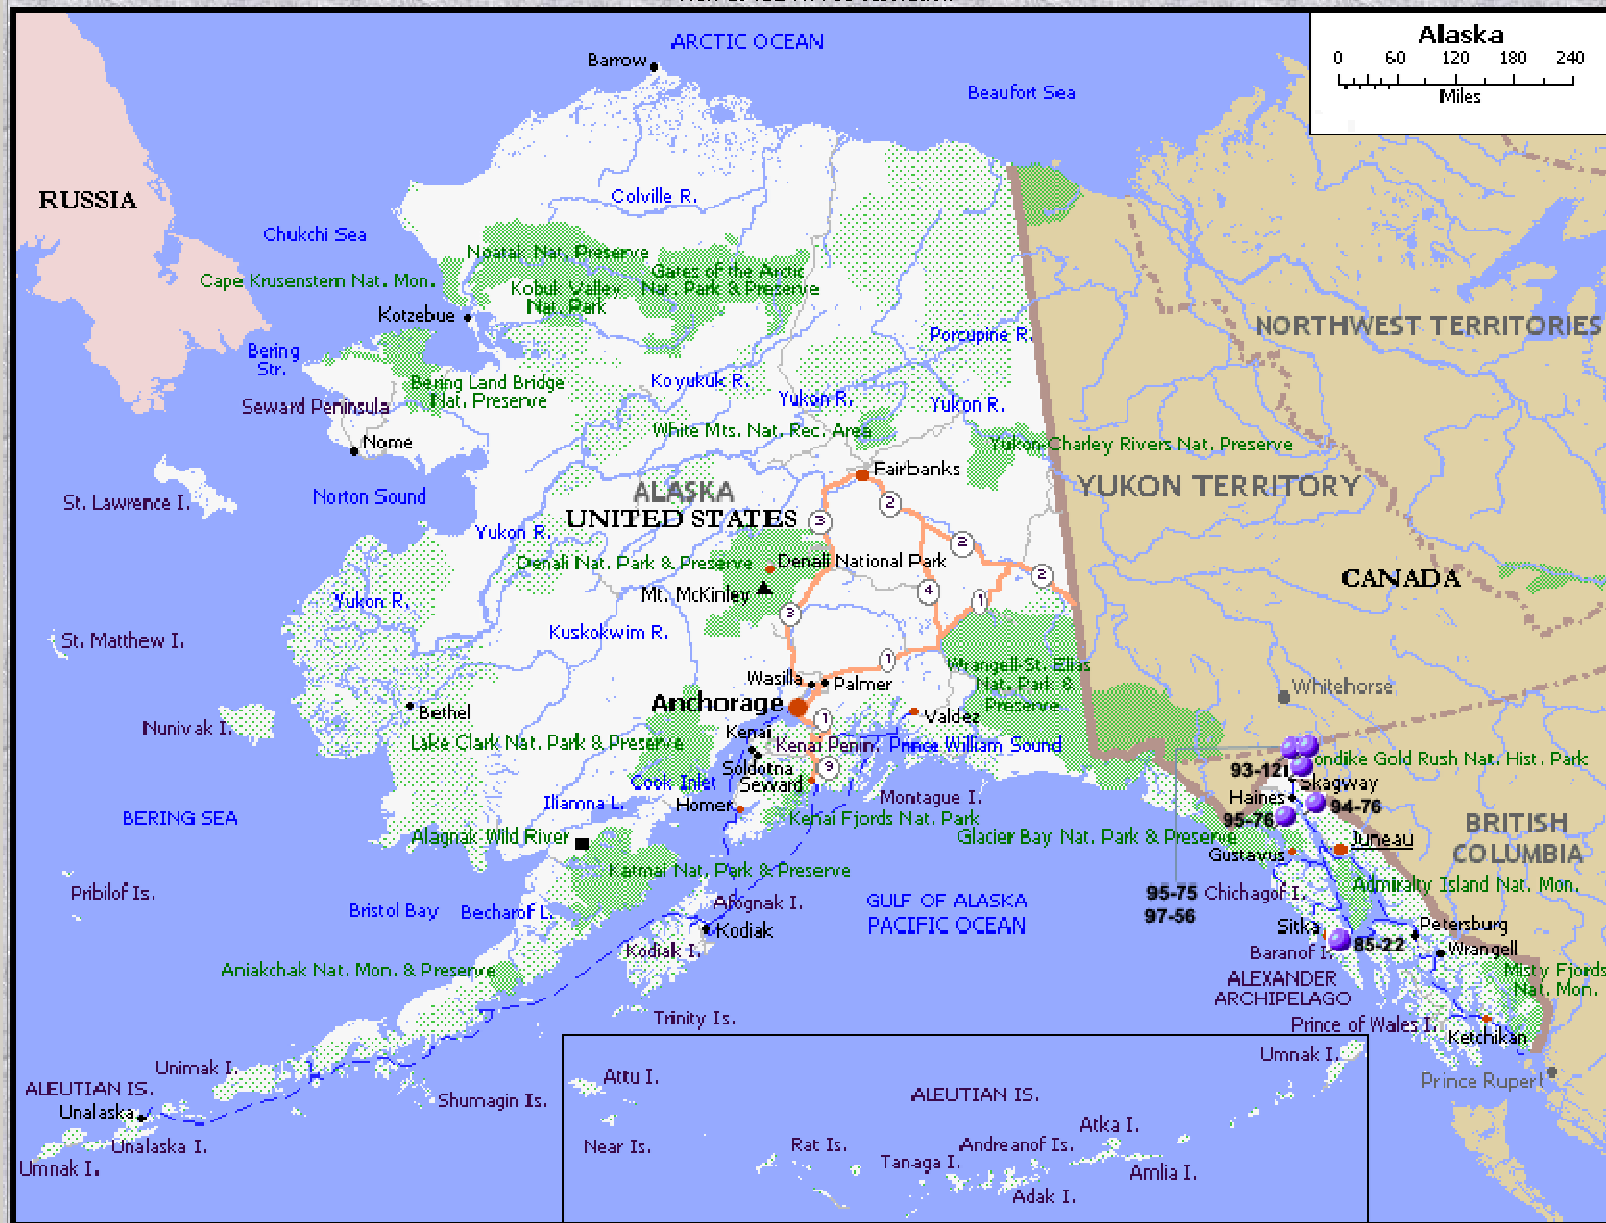 ARCTIC OCEAN
Barrow
Alaska
0 60 120 180 240
Miles
Beaufort Sea
RUSSIA
Colville R.
Chukchi Sea
Noatak Nat. Preserve
Cape Krusenstern Nat. Mon.
Gates of the Arctic
Nat. Park & Preserve
Kobuk Valley
Nat. Park
Kotzebue
NORTHWEST TERRITORIES
Porcupine R.
Bering
Str.
Koyukuk R.
Bering Land Bridge
Nat. Preserve
Yukon R.
Yukon R.
Seward Peninsula
White Mts. Nat. Rec. Area
Nome
Yukon-Charley Rivers Nat. Preserve
Fairbanks
YUKON TERRITORY
ALASKA
UNITED STATES
St. Lawrence I.
Norton Sound
2
3
Yukon R.
2
Denali Nat. Park & Preserve
Denali National Park
2
CANADA
Mt. McKinley
4
1
3
Yukon R.
Kuskokwim R.
St. Matthew I.
1
Wrangell-St. Elias
Nat. Park &
Preserve
Wasilla
Palmer
Whitehorse
Anchorage
Bethel
1
Valdez
Nunivak I.
Kenai
Lake Clark Nat. Park & Preserve
Kenai Penin.
Prince William Sound
ondike Gold Rush Nat. Hist. Park
Soldotna
9
93-121
Cook Inlet
Seward
Skagway
Iliamna L.
Homer
Montague I.
Haines
94-76
BERING SEA
Kenai Fjords Nat. Park
95-76
Alagnak Wild River
Glacier Bay Nat. Park & Preserve
Juneau
BRITISH
COLUMBIA
Gustavus
Katmai Nat. Park & Preserve
Admiralty Island Nat. Mon.
Pribilof Is.
95-75
97-56
Chichagof I.
Afognak I.
GULF OF ALASKA
PACIFIC OCEAN
Bristol Bay
Becharof L.
Kodiak
Sitka
Petersburg
85-22
Kodiak I.
Baranof I.
Wrangell
Aniakchak Nat. Mon. & Preserve
ALEXANDER
ARCHIPELAGO
Misty Fjords
Nat. Mon.
Trinity Is.
Prince of Wales I.
Ketchikan
Umnak I.
Unimak I.
Attu I.
Prince Rupert
ALEUTIAN IS.
ALEUTIAN IS.
Shumagin Is.
Unalaska
Atka I.
Unalaska I.
Near Is.
Rat Is.
Andreanof Is.
Tanaga I.
Amlia I.
Umnak I.
Adak I.